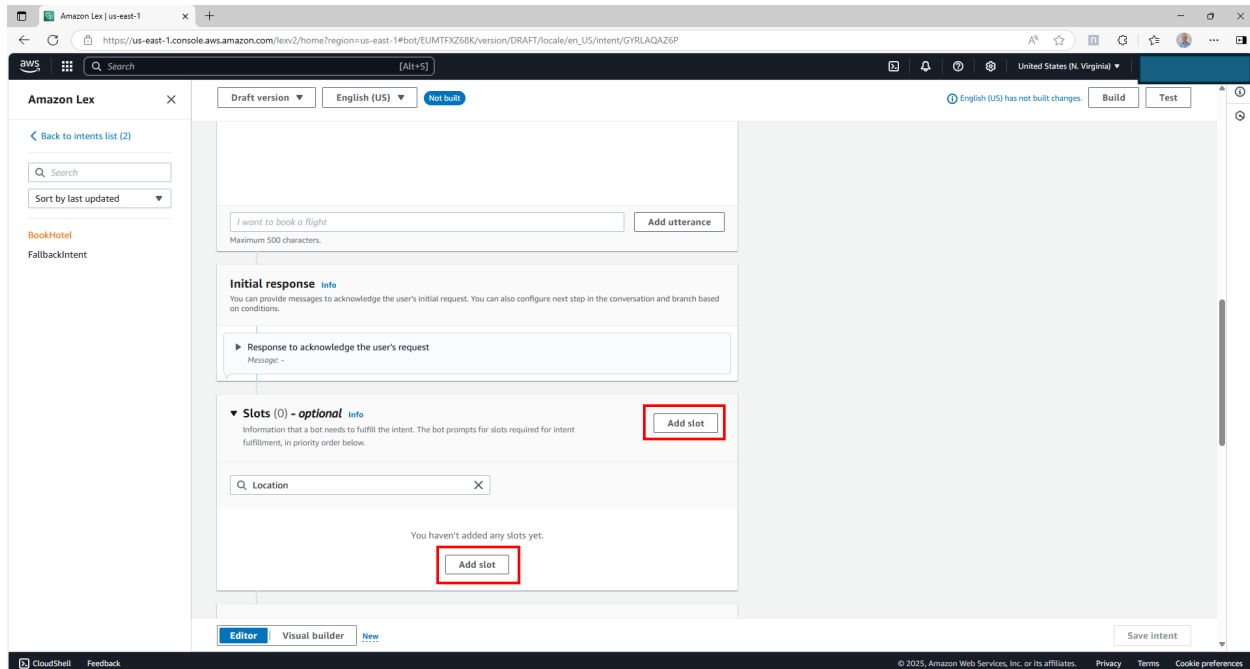 Amazon Lex | us-east-1
https://us-east-1.console.aws.amazon.com/lexv2/home?region=us-east-1#bot/EUMTFXZ68K/version/DRAFT/locale/en_US/intent/GYRLAQAZ6P
aws
Search [Alt+S]
United States (N. Virginia)
Amazon Lex
Draft version
English (US)
Not built
English (US) has not built changes.
Build
Test
Back to intents list (2)
Search
Sort by last updated
BookHotel
FallbackIntent
I want to book a flight
Add utterance
Maximum 500 characters.
Initial response Info
You can provide messages to acknowledge the user's initial request. You can also configure next step in the conversation and branch based
on conditions.
Response to acknowledge the user's request
Message: -
Slots (0) - optional Info
Information that a bot needs to fulfill the intent. The bot prompts for slots required for intent
fulfillment, in priority order below.
Add slot
Location
You haven't added any slots yet.
Add slot
Editor
Visual builder
New
Save intent
CloudShell Feedback
© 2025, Amazon Web Services, Inc. or its affiliates. Privacy Terms Cookie preferences